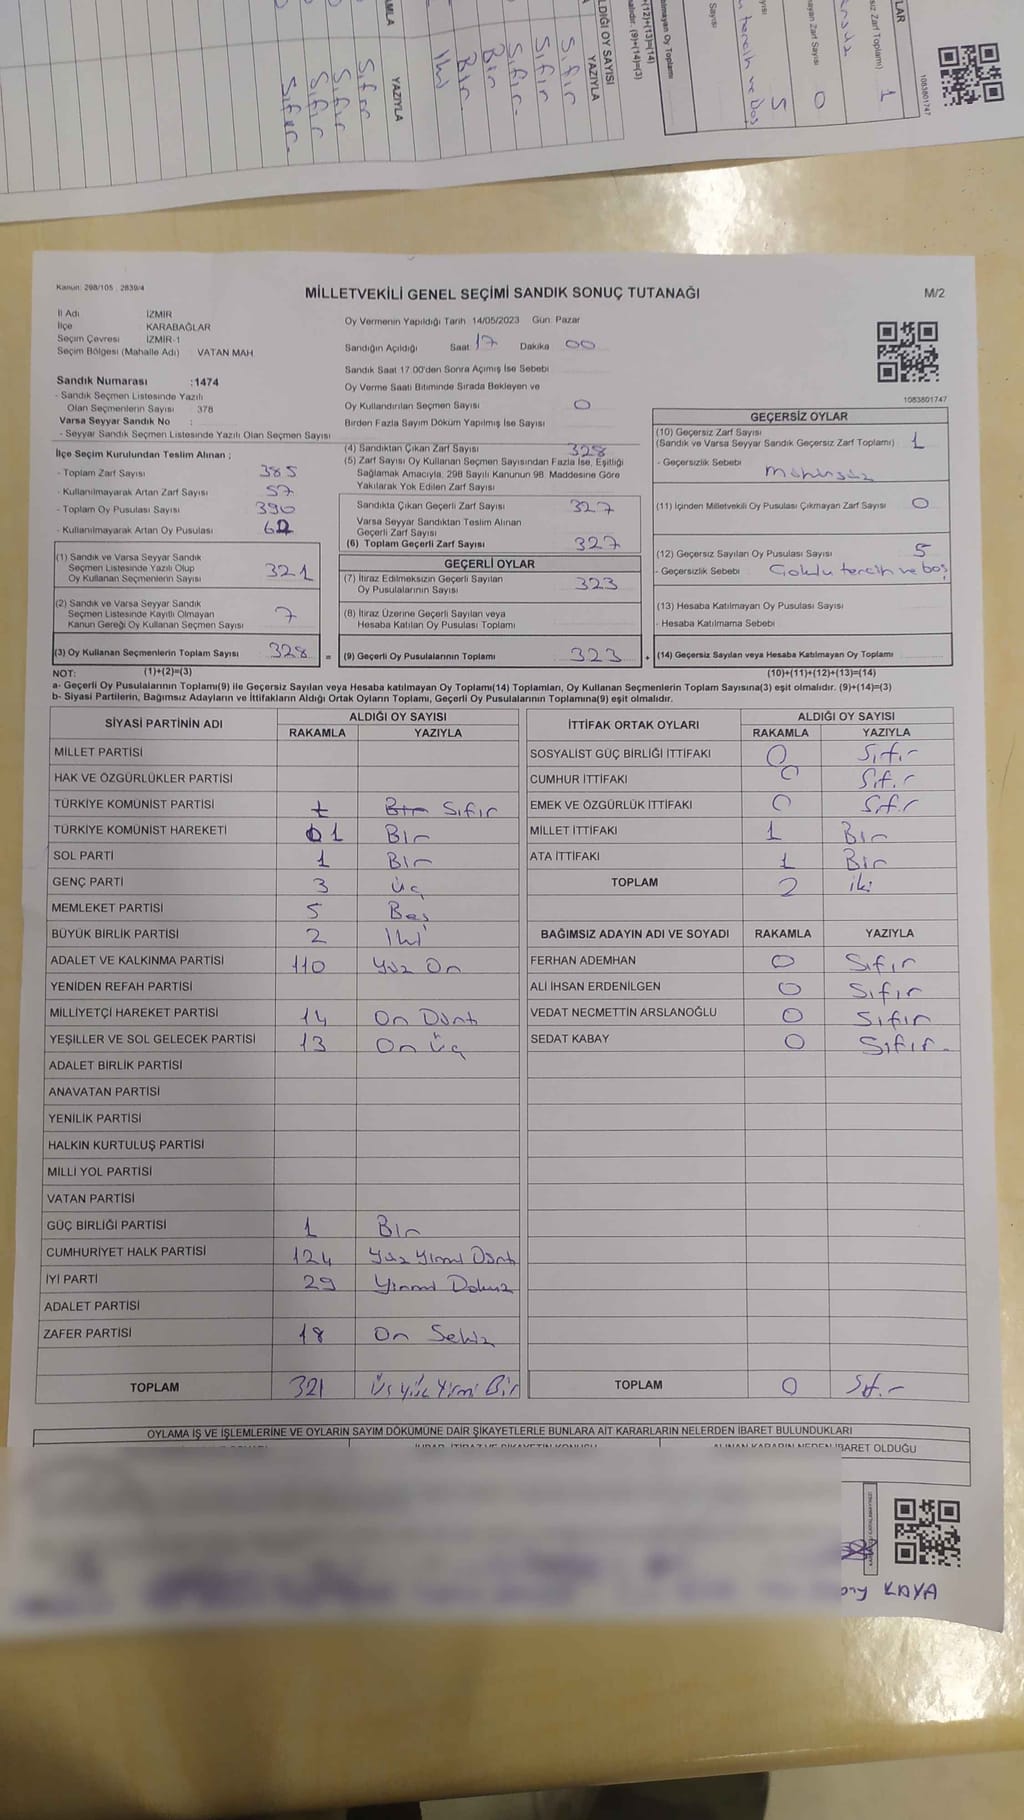 Kanun: 298/105 , 2839/4
MİLLETVEKİLİ GENEL SEÇİMİ SANDIK SONUÇ TUTANAĞI
M/2
İl Adı İZMİR
İlçe KARABAĞLAR
Seçim Çevresi İZMİR-1
Seçim Bölgesi (Mahalle Adı) VATAN MAH.
Sandık Numarası :1474
- Sandık Seçmen Listesinde Yazılı
Olan Seçmenlerin Sayısı : 378
Varsa Seyyar Sandık No :
- Seyyar Sandık Seçmen Listesinde Yazılı Olan Seçmen Sayısı :
İlçe Seçim Kurulundan Teslim Alınan ;
- Toplam Zarf Sayısı 385
- Kullanılmayarak Artan Zarf Sayısı 57
- Toplam Oy Pusulası Sayısı 390
- Kullanılmayarak Artan Oy Pusulası 62
(1) Sandık ve Varsa Seyyar Sandık
Seçmen Listesinde Yazılı Olup
Oy Kullanan Seçmenlerin Sayısı 321
(2) Sandık ve Varsa Seyyar Sandık
Seçmen Listesinde Kayıtlı Olmayan
Kanun Gereği Oy Kullanan Seçmen Sayısı 7
(3) Oy Kullanan Seçmenlerin Toplam Sayısı 328 =
Oy Vermenin Yapıldığı Tarih 14/05/2023 Gün: Pazar
Sandığın Açıldığı Saat 17 Dakika 00
Sandık Saat 17:00'den Sonra Açmış İse Sebebi
Oy Verme Saati Bitiminde Sırada Bekleyen ve
Oy Kullandırılan Seçmen Sayısı 0
Birden Fazla Sayım Döküm Yapılmış İse Sayısı
(4) Sandıktan Çıkan Zarf Sayısı 328
(5) Zarf Sayısı Oy Kullanan Seçmen Sayısından Fazla İse, Eşitliği
Sağlamak Amacıyla, 298 Sayılı Kanunun 98. Maddesine Göre
Yakılarak Yok Edilen Zarf Sayısı
Sandıkta Çıkan Geçerli Zarf Sayısı 327
Varsa Seyyar Sandıktan Teslim Alınan
Geçerli Zarf Sayısı
(6) Toplam Geçerli Zarf Sayısı 327
GEÇERLİ OYLAR
(7) İtiraz Edilmeksizin Geçerli Sayılan
Oy Pusulalarının Sayısı 323
(8) İtiraz Üzerine Geçerli Sayılan veya
Hesaba Katılan Oy Pusulası Toplamı
(9) Geçerli Oy Pusulalarının Toplamı 323 +
1083801747
GEÇERSİZ OYLAR
(10) Geçersiz Zarf Sayısı
(Sandık ve Varsa Seyyar Sandık Geçersiz Zarf Toplamı) 1
- Geçersizlik Sebebi Mühürsüz
(11) İçinden Milletvekili Oy Pusulası Çıkmayan Zarf Sayısı 0
(12) Geçersiz Sayılan Oy Pusulası Sayısı 5
- Geçersizlik Sebebi Çoklu tercih ve boş
(13) Hesaba Katılmayan Oy Pusulası Sayısı
- Hesaba Katılmama Sebebi
(14) Geçersiz Sayılan veya Hesaba Katılmayan Oy Toplamı
NOT: (1)+(2)=(3) (10)+(11)+(12)+(13)=(14)
a- Geçerli Oy Pusulalarının Toplamı(9) ile Geçersiz Sayılan veya Hesaba katılmayan Oy Toplamı(14) Toplamları, Oy Kullanan Seçmenlerin Toplam Sayısına(3) eşit olmalıdır. (9)+(14)=(3)
b- Siyasi Partilerin, Bağımsız Adayların ve İttifakların Aldığı Ortak Oyların Toplamı, Geçerli Oy Pusulalarının Toplamına(9) eşit olmalıdır.
SİYASİ PARTİNİN ADI ALDIĞI OY SAYISI
RAKAMLA YAZIYLA
MİLLET PARTİSİ
HAK VE ÖZGÜRLÜKLER PARTİSİ
TÜRKİYE KOMÜNİST PARTİSİ Bir Sıfır
TÜRKİYE KOMÜNİST HAREKETİ 1 Bir
SOL PARTİ 1 Bir
GENÇ PARTİ 3 Üç
MEMLEKET PARTİSİ 5 Beş
BÜYÜK BİRLİK PARTİSİ 2 İki
ADALET VE KALKINMA PARTİSİ 110 Yüz On
YENİDEN REFAH PARTİSİ
MİLLİYETÇİ HAREKET PARTİSİ 14 On Dört
YEŞİLLER VE SOL GELECEK PARTİSİ 13 On Üç
ADALET BİRLİK PARTİSİ
ANAVATAN PARTİSİ
YENİLİK PARTİSİ
HALKIN KURTULUŞ PARTİSİ
MİLLİ YOL PARTİSİ
VATAN PARTİSİ
GÜÇ BİRLİĞİ PARTİSİ 1 Bir
CUMHURİYET HALK PARTİSİ 124 Yüz Yirmi Dört
İYİ PARTİ 29 Yirmi Dokuz
ADALET PARTİSİ
ZAFER PARTİSİ 18 On Sekiz
TOPLAM 321 Üç Yüz Yirmi Bir
İTTİFAK ORTAK OYLARI ALDIĞI OY SAYISI
RAKAMLA YAZIYLA
SOSYALİST GÜÇ BİRLİĞİ İTTİFAKI 0 Sıfır
CUMHUR İTTİFAKI 0 Sıfır
EMEK VE ÖZGÜRLÜK İTTİFAKI 0 Sıfır
MİLLET İTTİFAKI 1 Bir
ATA İTTİFAKI 1 Bir
TOPLAM 2 iki
BAĞIMSIZ ADAYIN ADI VE SOYADI RAKAMLA YAZIYLA
FERHAN ADEMHAN 0 Sıfır
ALİ İHSAN ERDENİLGEN 0 Sıfır
VEDAT NECMETTİN ARSLANOĞLU 0 Sıfır
SEDAT KABAY 0 Sıfır.
TOPLAM 0 Sıfır
OYLAMA İŞ VE İŞLEMLERİNE VE OYLARIN SAYIM DÖKÜMÜNE DAİR ŞİKAYETLERLE BUNLARA AİT KARARLARIN NELERDEN İBARET BULUNDUKLARI
ALINAN KARARIN NEDEN İBARET OLDUĞU
KAYA